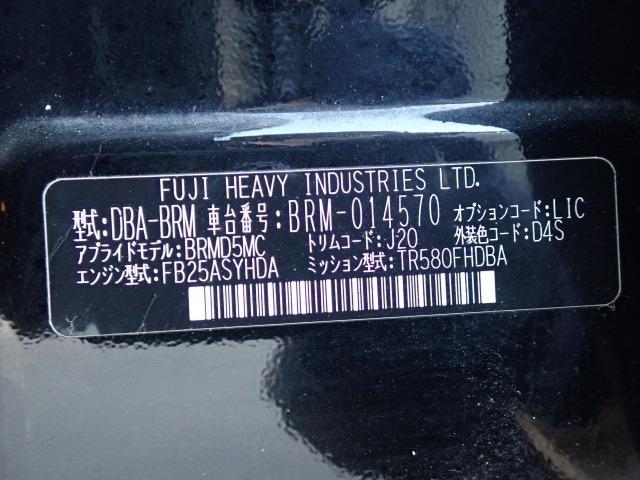 FUJI HEAVY INDUSTRIES LTD.
型式:DBA-BRM 車台番号:BRM-014570 オプションコード:LIC
アプライドモデル:BRMD5MC トリムコード:J20 外装色コード:D4S
エンジン型式:FB25ASYHDA ミッション型式:TR580FHDBA